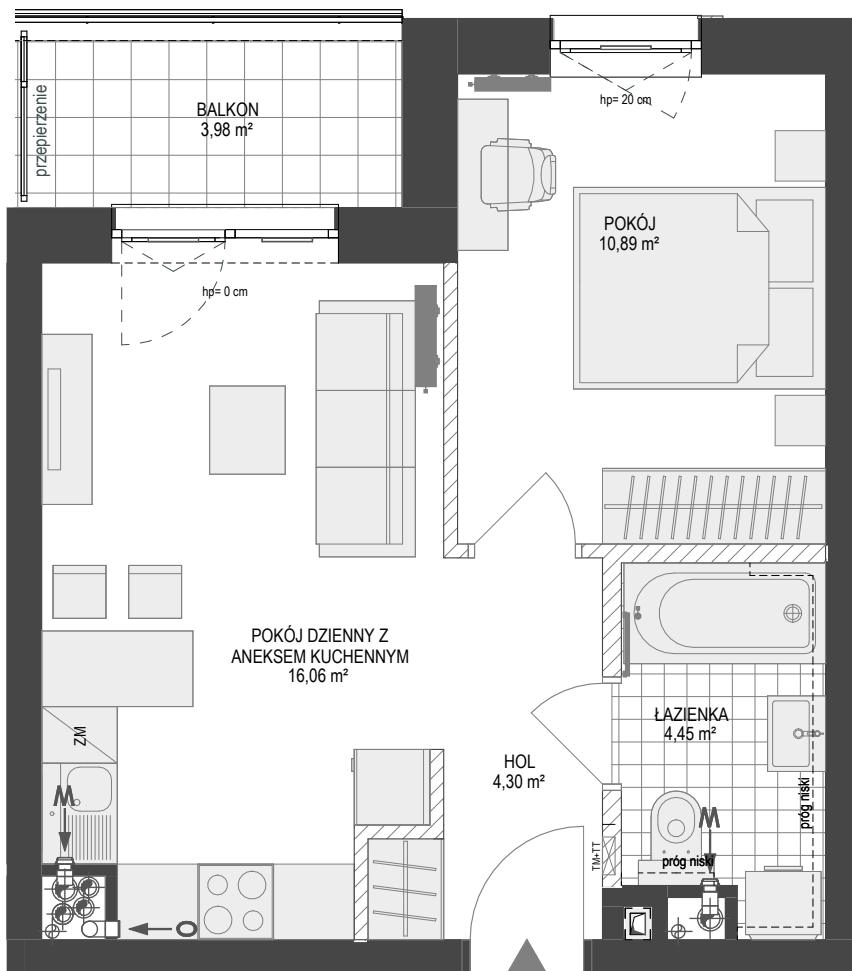 BALKON
3,98 m²
przepierzenie
hp= 20 cm
POKÓJ
10,89 m²
hp= 0 cm
POKÓJ DZIENNY Z
ANEKSEM KUCHENNYM
16,06 m²
ZM
M
O
HOL
4,30 m²
ŁAZIENKA
4,45 m²
próg niski
M
próg niski
TM+TT